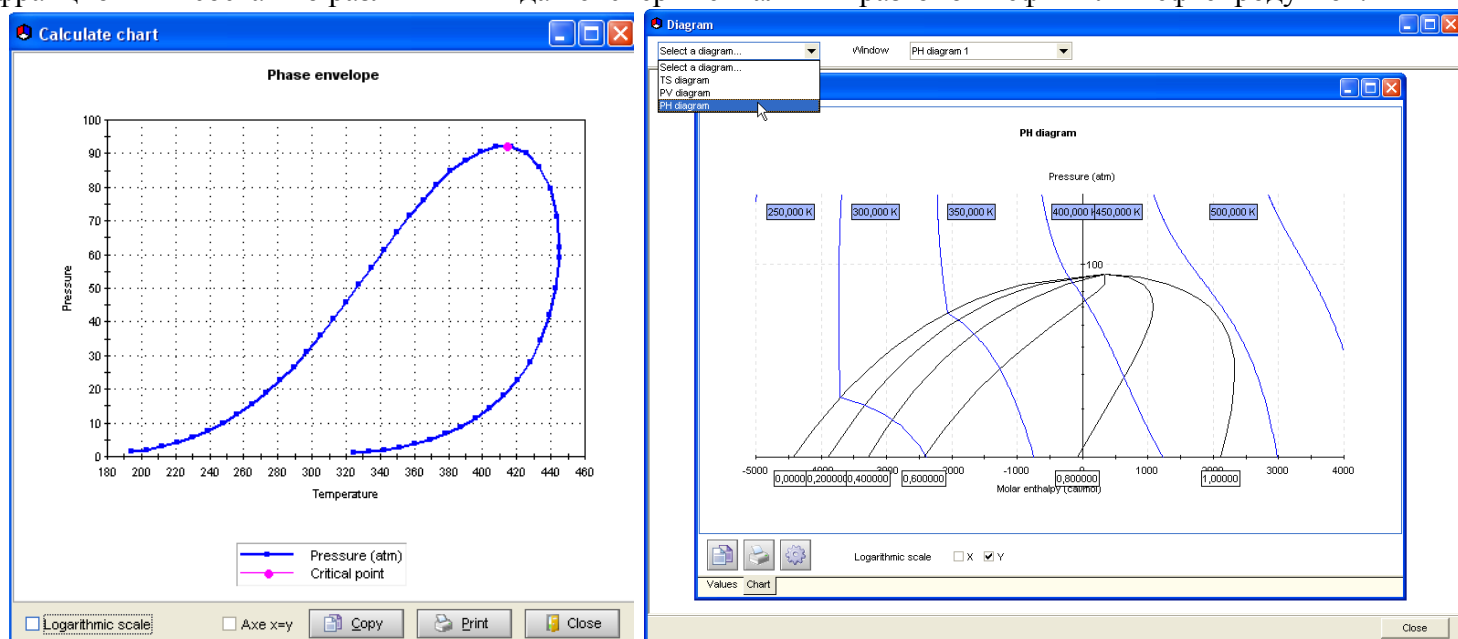 Calculate chart
Phase envelope
100
90
80
70
60
50
40
30
20
10
0
Pressure
180 200 220 240 260 280 300 320 340 360 380 400 420 440 460
Temperature
Pressure (atm)
Critical point
Logarithmic scale
Axe x=y
Copy
Print
Close
Diagram
Select a diagram...
Window
PH diagram 1
Select a diagram...
TS diagram
PV diagram
PH diagram
PH diagram
Pressure (atm)
250,000 K
300,000 K
350,000 K
400,000
450,000 K
500,000 K
100
-5000 -2000 -1000 0 1000 2000 3000 4000
0,0000 0,200000 0,400000 0,600000 0,800000 1,00000
Molar enthalpy (cal/mol)
Logarithmic scale X Y
Values Chart
Close